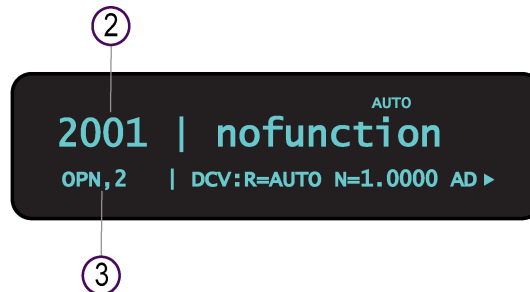 2
AUTO
2001 | nofunction
OPN,2 | DCV:R=AUTO N=1.0000 AD ▶
3